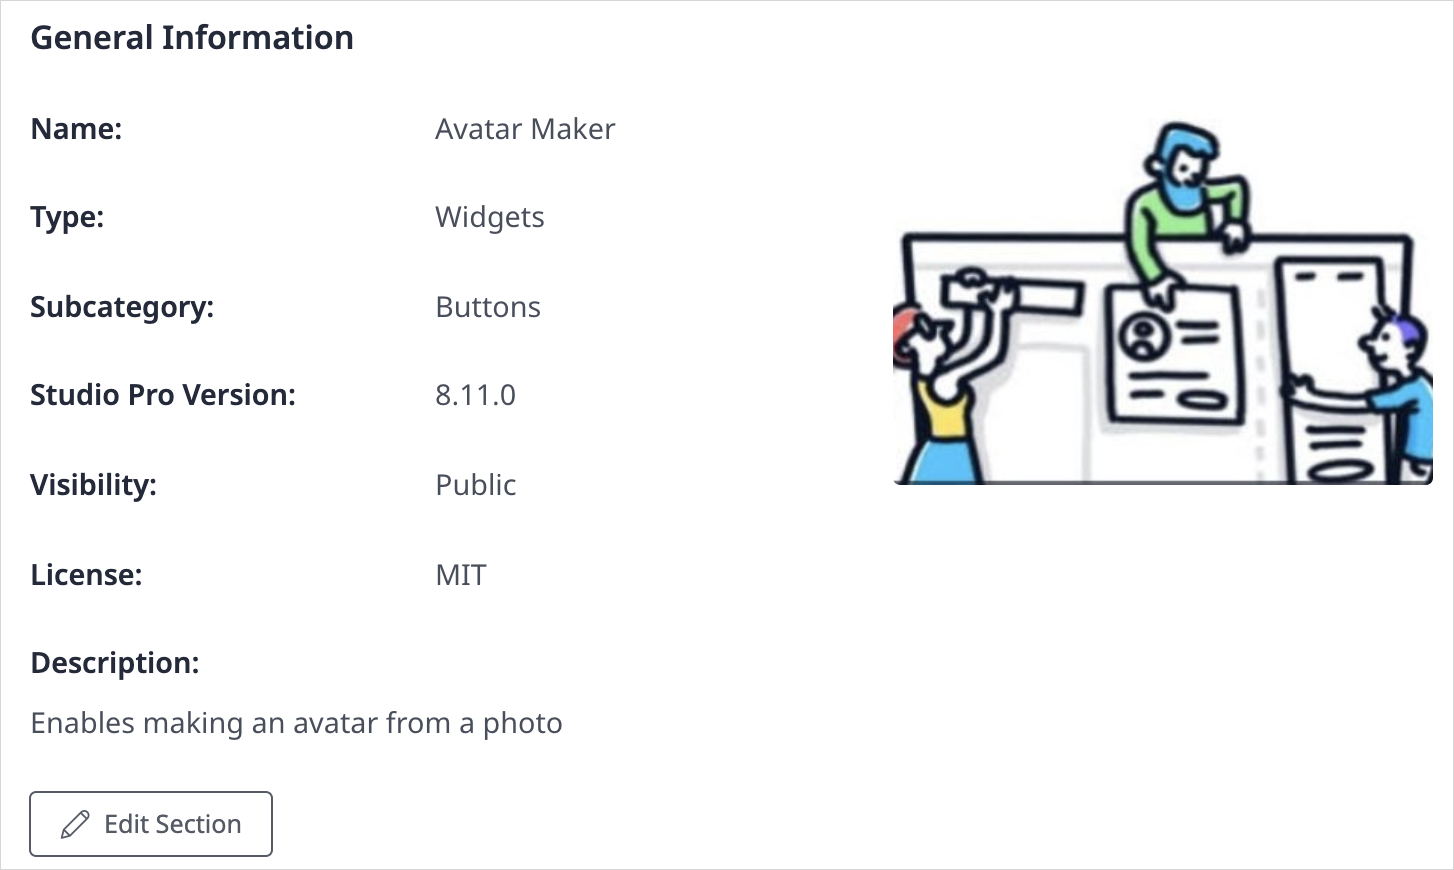 General Information
Name: Avatar Maker
Type: Widgets
Subcategory: Buttons
Studio Pro Version: 8.11.0
Visibility: Public
License: MIT
Description:
Enables making an avatar from a photo
Edit Section